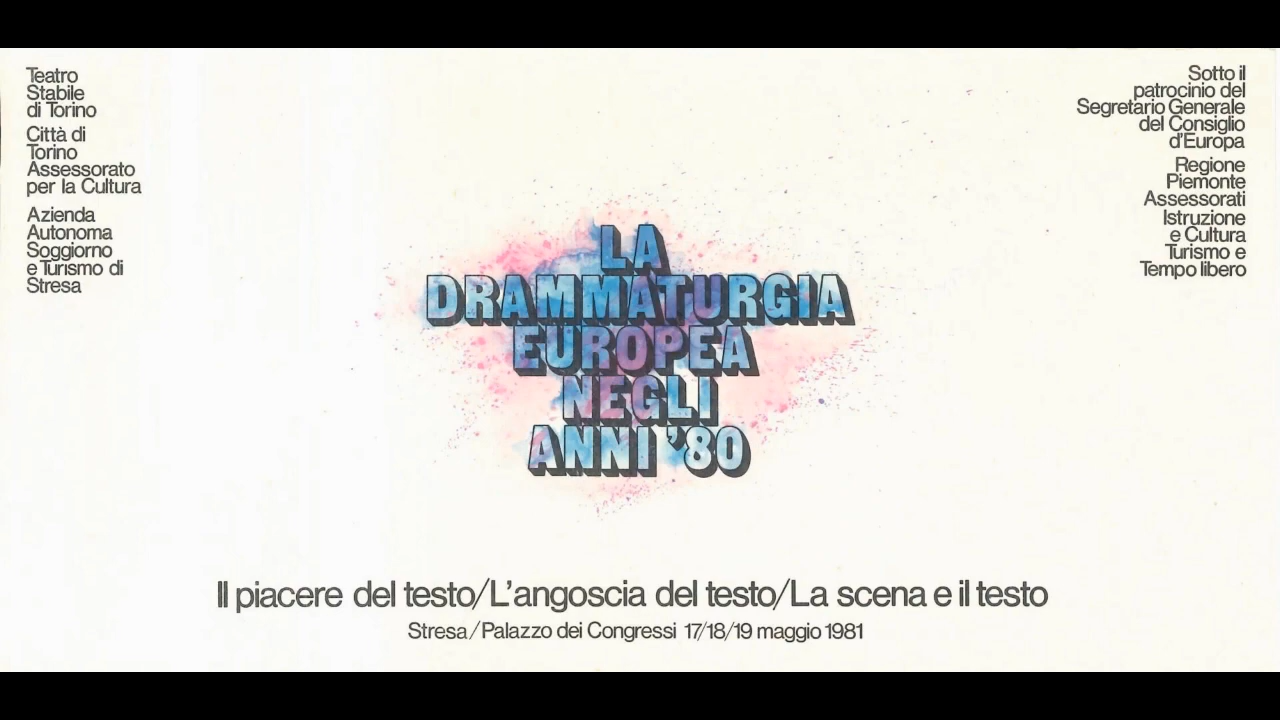 Teatro
Stabile
di Torino
Città di
Torino
Assessorato
per la Cultura
Azienda
Autonoma
Soggiorno
e Turismo di
Stresa
Sotto il
patrocinio del
Segretario Generale
del Consiglio
d'Europa
Regione
Piemonte
Assessorati
Istruzione
e Cultura
Turismo e
Tempo libero
LA
DRAMMATURGIA
EUROPEA
NEGLI
ANNI '80
Il piacere del testo/L'angoscia del testo/La scena e il testo
Stresa/Palazzo dei Congressi 17/18/19 maggio 1981